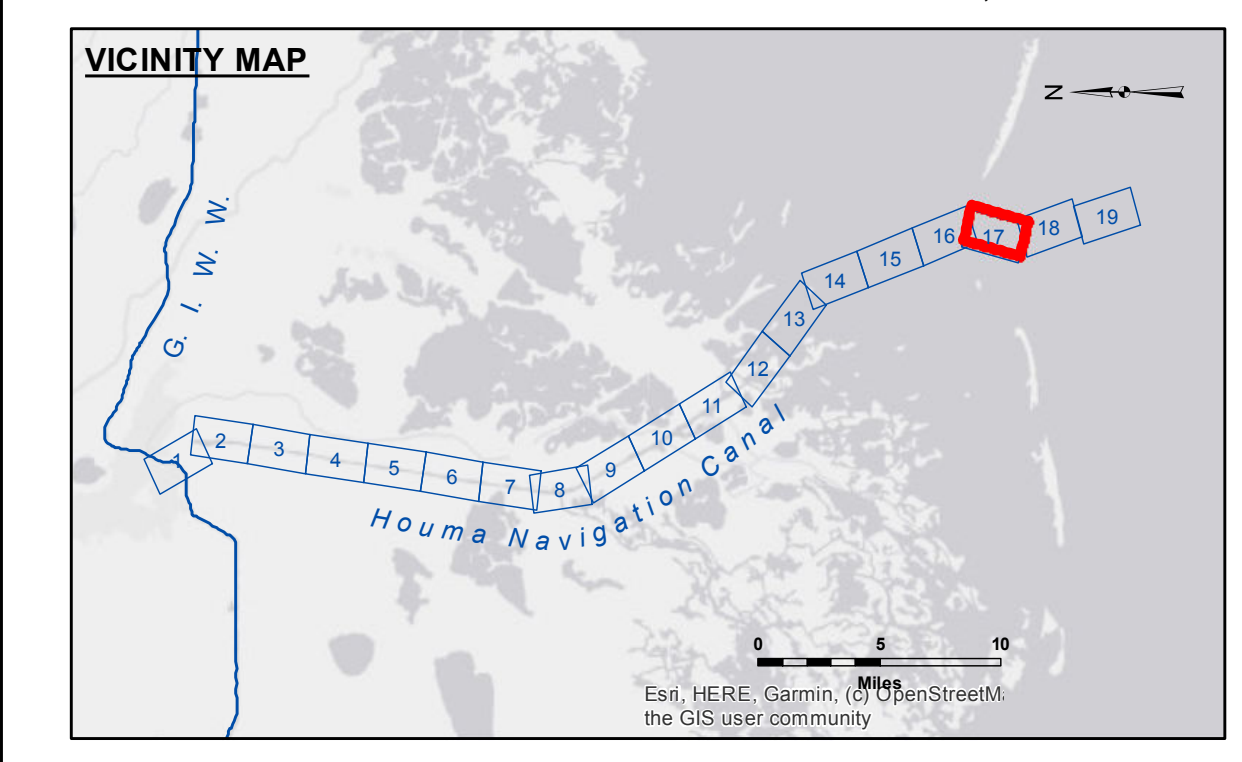 VICINITY MAP
N
G. I. W. W.
1
2
3
4
5
6
7
8
9
10
11
12
13
14
15
16
17
18
19
Houma Navigation Canal
0 5 10
Miles
Esri, HERE, Garmin, (c) OpenStreetMa
the GIS user community